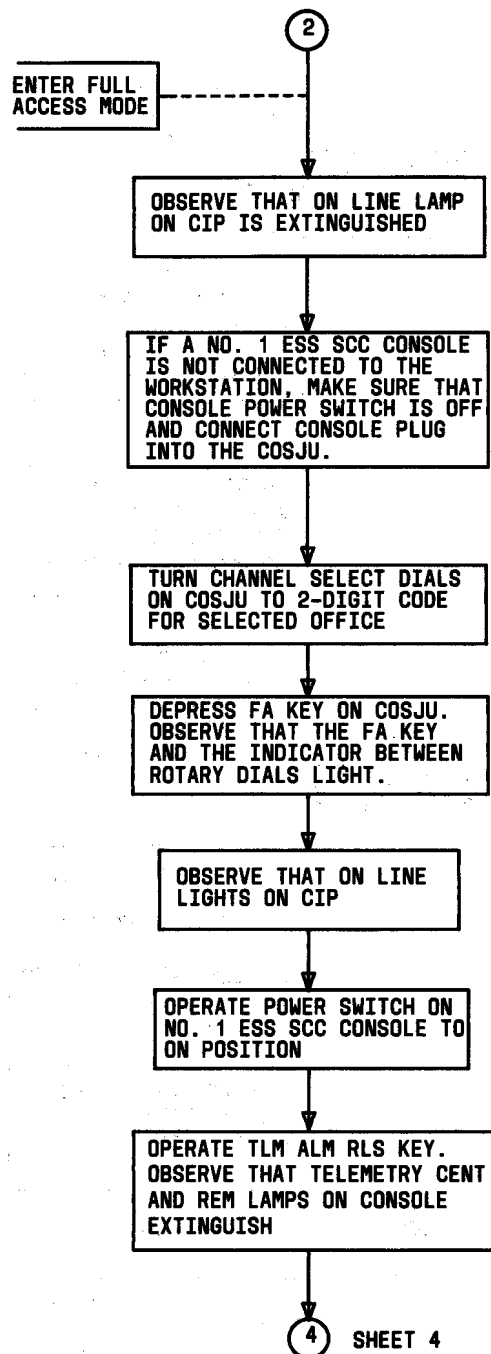 2
ENTER FULL
ACCESS MODE
OBSERVE THAT ON LINE LAMP
ON CIP IS EXTINGUISHED
IF A NO. 1 ESS SCC CONSOLE
IS NOT CONNECTED TO THE
WORKSTATION, MAKE SURE THAT
CONSOLE POWER SWITCH IS OFF
AND CONNECT CONSOLE PLUG
INTO THE COSJU.
TURN CHANNEL SELECT DIALS
ON COSJU TO 2-DIGIT CODE
FOR SELECTED OFFICE
DEPRESS FA KEY ON COSJU.
OBSERVE THAT THE FA KEY
AND THE INDICATOR BETWEEN
ROTARY DIALS LIGHT.
OBSERVE THAT ON LINE
LIGHTS ON CIP
OPERATE POWER SWITCH ON
NO. 1 ESS SCC CONSOLE TO
ON POSITION
OPERATE TLM ALM RLS KEY.
OBSERVE THAT TELEMETRY CENT
AND REM LAMPS ON CONSOLE
EXTINGUISH
4 SHEET 4